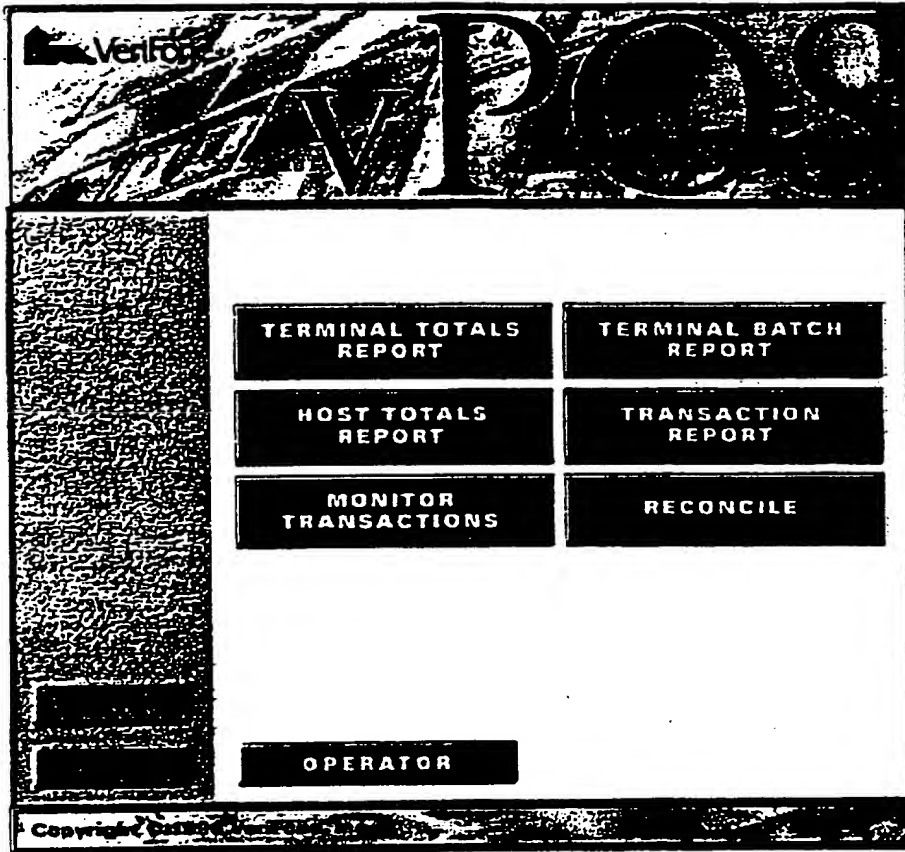 VeriFone
vPOS
TERMINAL TOTALS
REPORT
TERMINAL BATCH
REPORT
HOST TOTALS
REPORT
TRANSACTION
REPORT
MONITOR
TRANSACTIONS
RECONCILE
OPERATOR
Copyright